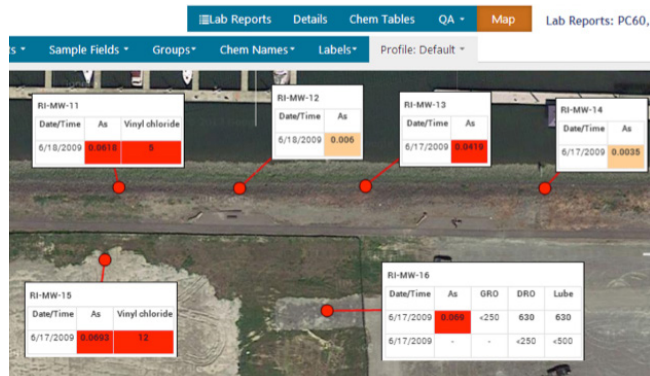 Lab Reports Details Chem Tables QA Map Lab Reports: PC60,
Sample Fields Groups Chem Names Labels Profile: Default
RI-MW-11
Date/Time As Vinyl chloride
6/18/2009 0.0618 5
RI-MW-12
Date/Time As
6/18/2009 0.006
RI-MW-13
Date/Time As
6/17/2009 0.0419
RI-MW-14
Date/Time As
6/17/2009 0.0035
RI-MW-15
Date/Time As Vinyl chloride
6/17/2009 0.0693 12
RI-MW-16
Date/Time As GRO DRO Lube
6/17/2009 0.069 <250 630 630
6/17/2009 - - <250 <500